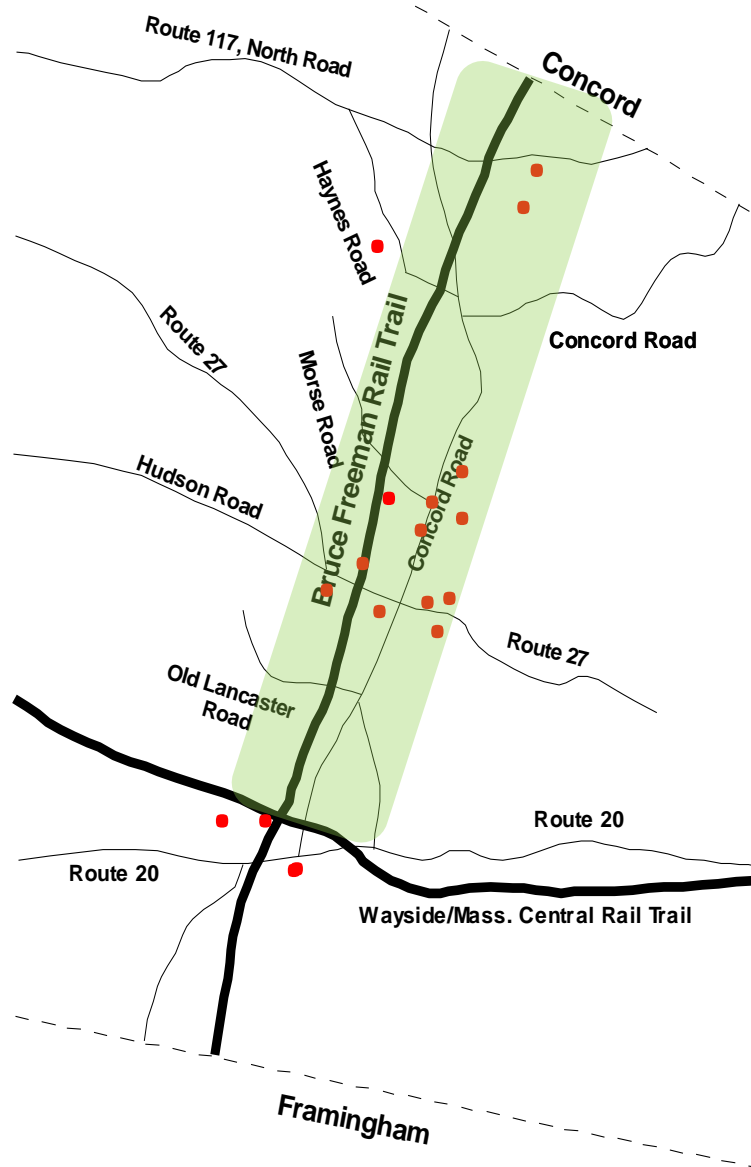 Route 117, North Road
Concord
Haynes Road
Route 27
Concord Road
Bruce Freeman Rail Trail
Morse Road
Hudson Road
Concord Road
Route 27
Old Lancaster
Road
Route 20
Route 20
Wayside/Mass. Central Rail Trail
Framingham